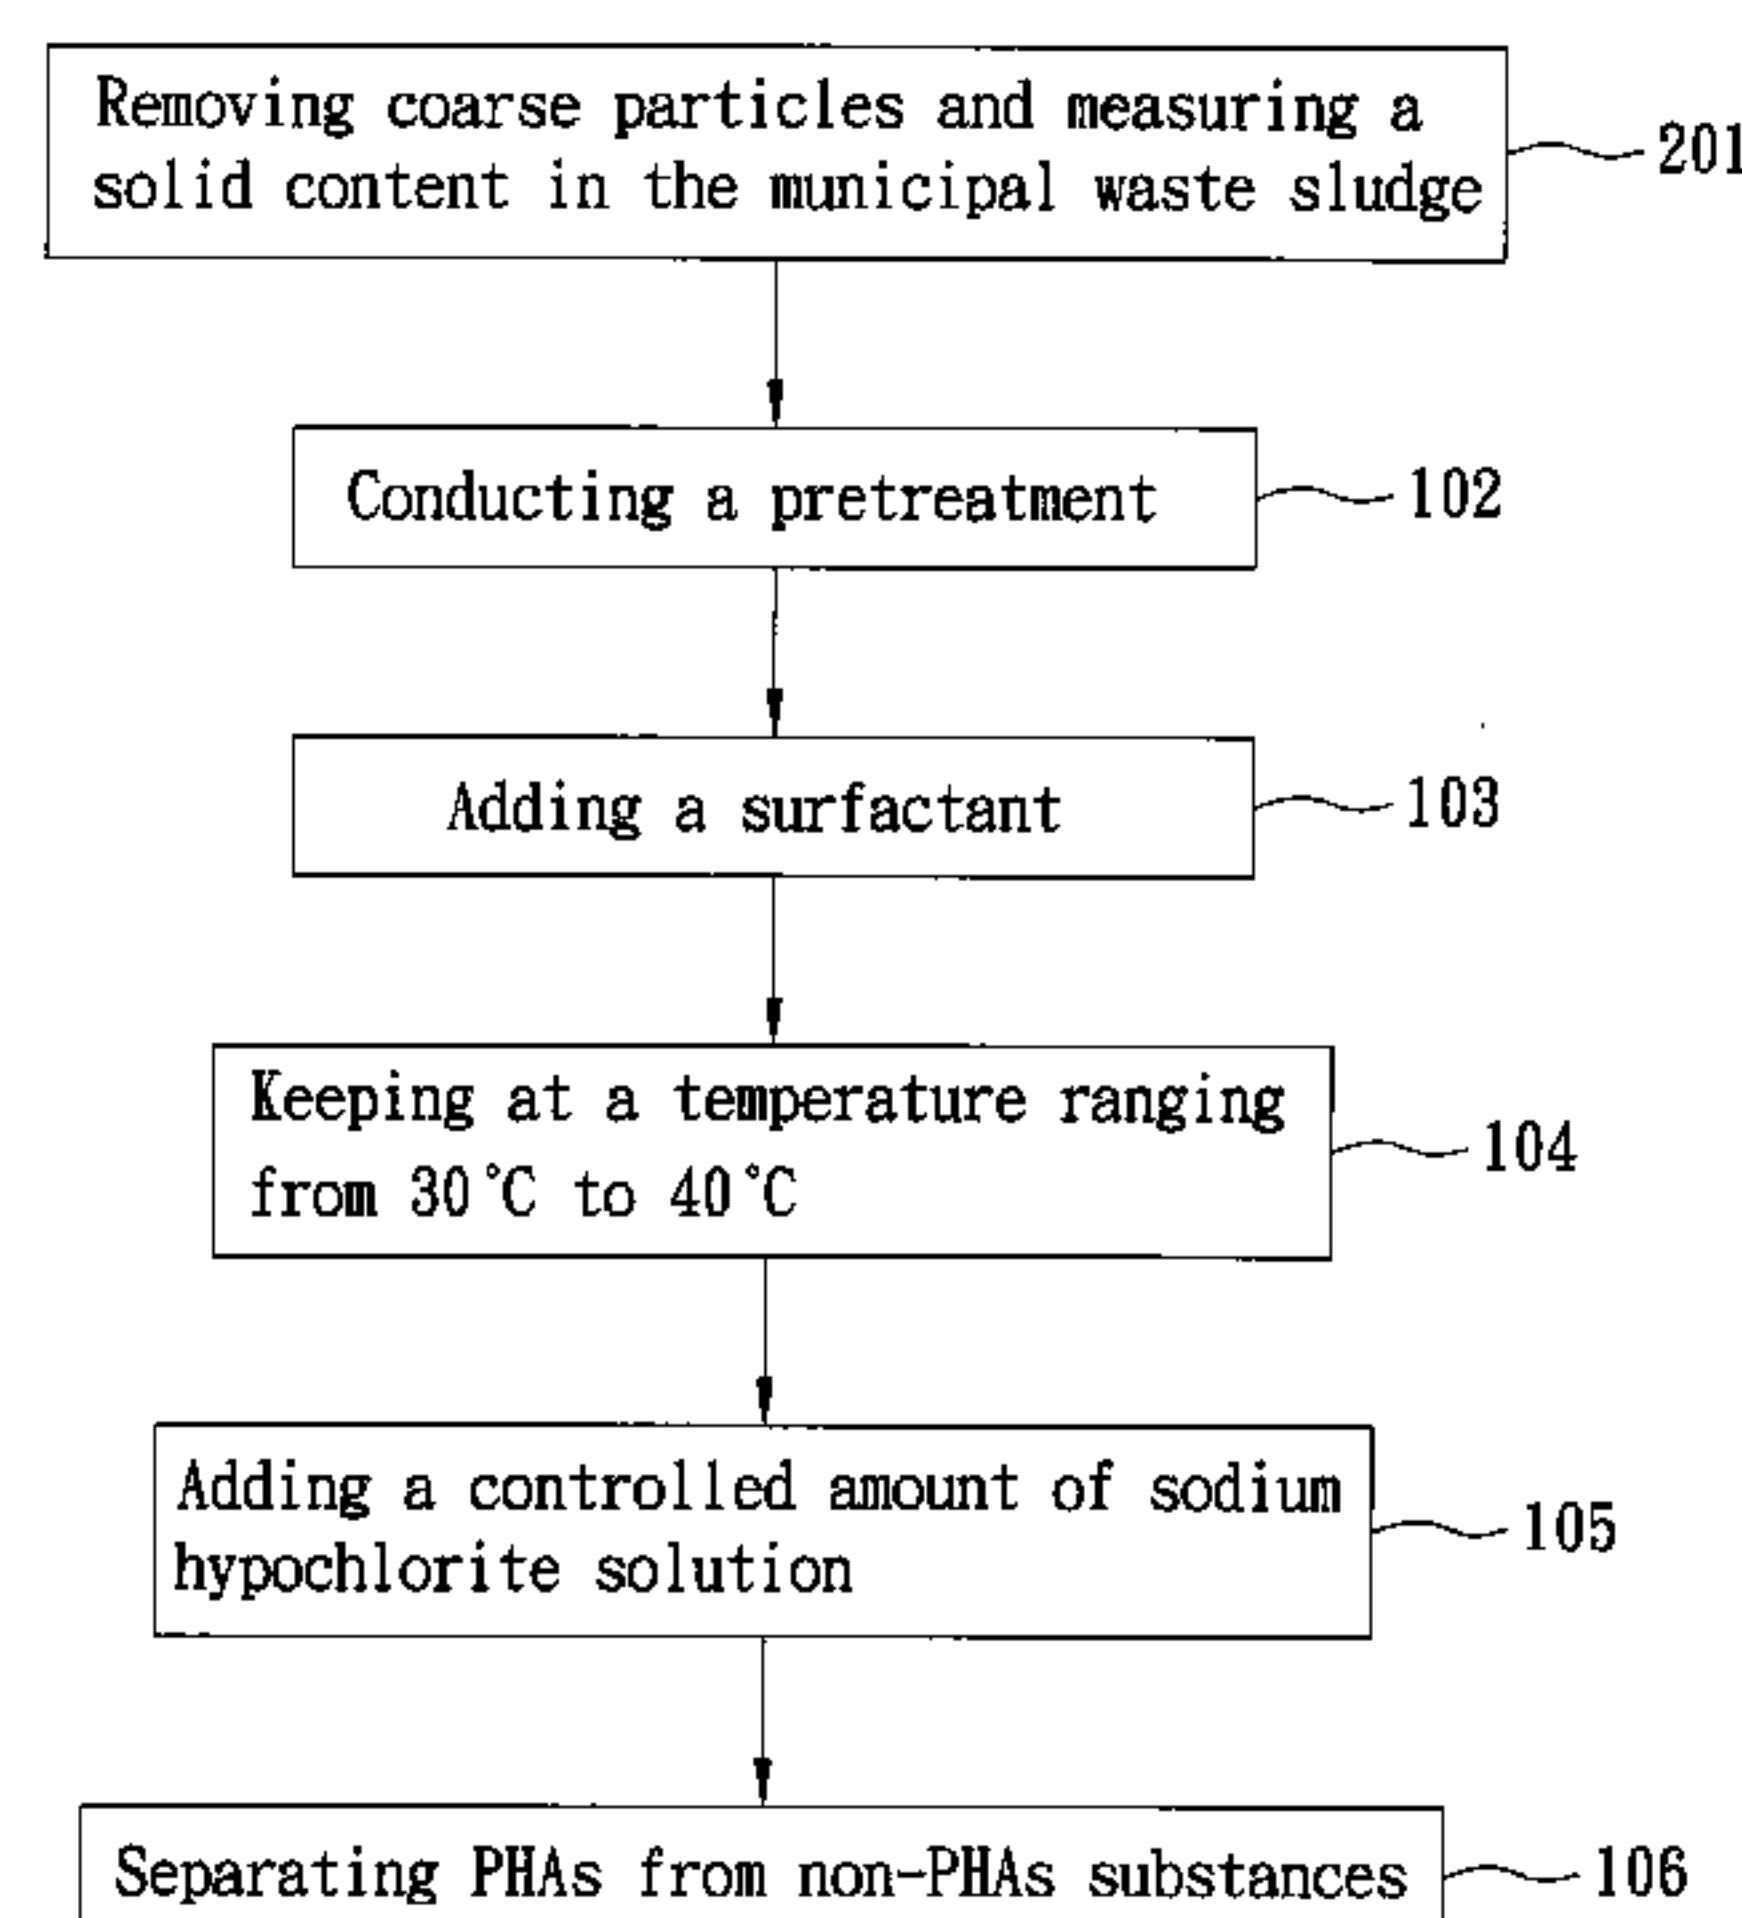 Removing coarse particles and measuring a
solid content in the municipal waste sludge
201
Conducting a pretreatment
102
Adding a surfactant
103
Keeping at a temperature ranging
from 30℃ to 40℃
104
Adding a controlled amount of sodium
hypochlorite solution
105
Separating PHAs from non-PHAs substances
106